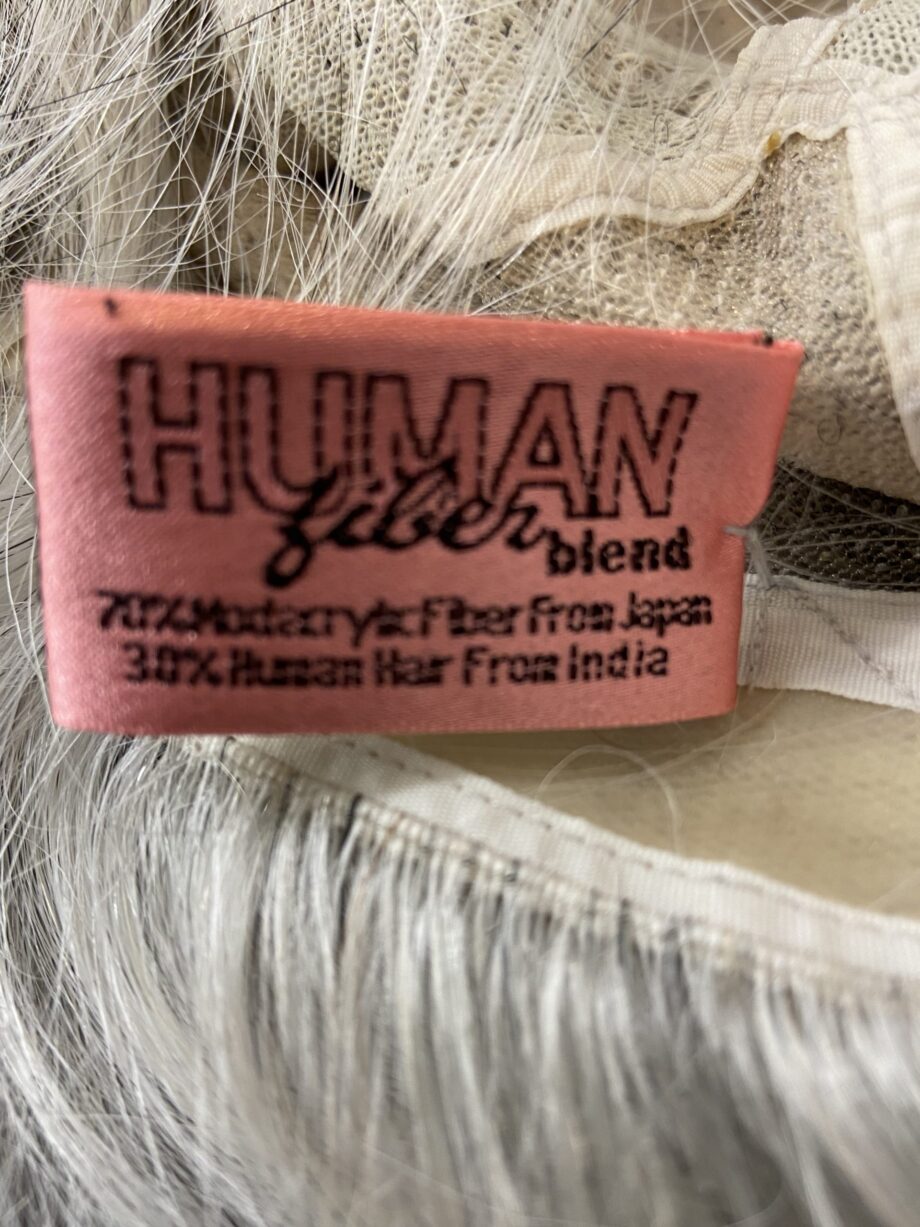 HUMAN
fiber
blend
70% Modacrylic Fiber From Japan
30% Human Hair From India